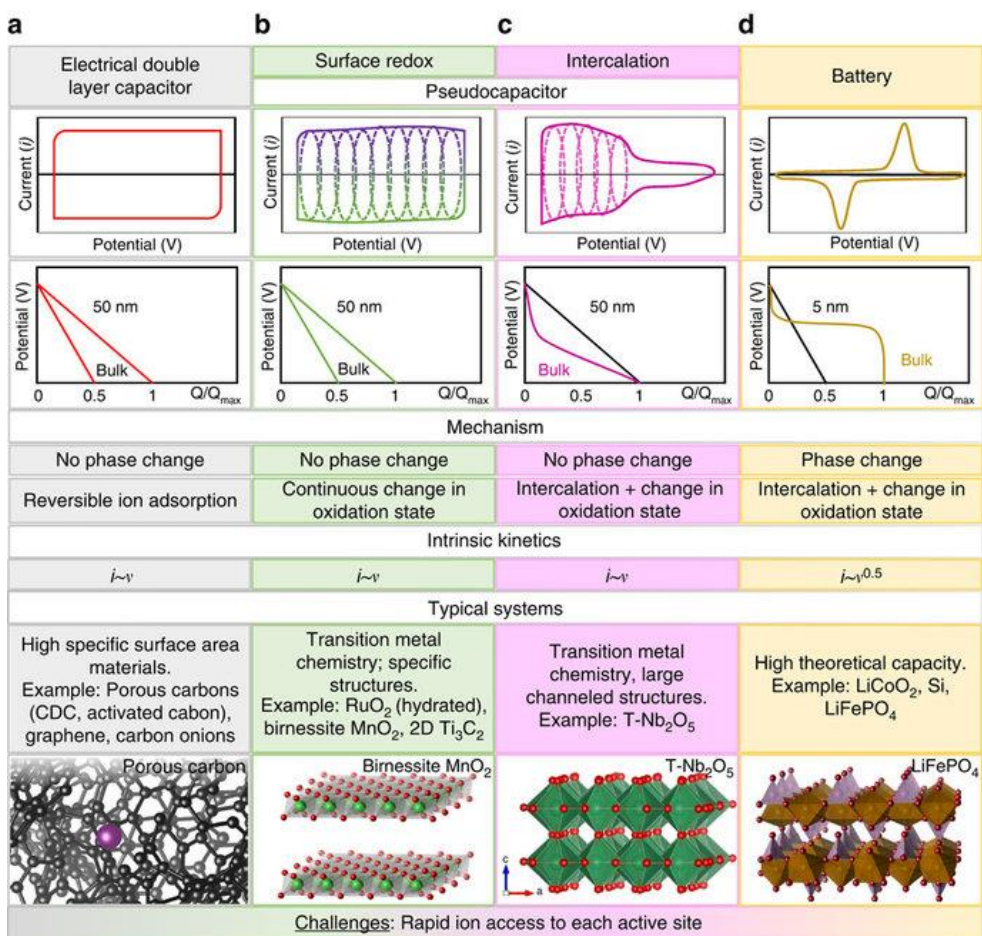 a
b
c
d
Electrical double
layer capacitor
Surface redox
Intercalation
Battery
Pseudocapacitor
Current (i)
Potential (V)
Current (i)
Potential (V)
Current (i)
Potential (V)
Current (i)
Potential (V)
Potential (V)
50 nm
Bulk
0 0.5 1 Q/Qmax
Potential (V)
50 nm
Bulk
0 0.5 1 Q/Qmax
Potential (V)
50 nm
Bulk
0 0.5 1 Q/Qmax
Potential (V)
5 nm
Bulk
0 0.5 1 Q/Qmax
Mechanism
No phase change
No phase change
No phase change
Phase change
Reversible ion adsorption
Continuous change in
oxidation state
Intercalation + change in
oxidation state
Intercalation + change in
oxidation state
Intrinsic kinetics
i~v
i~v
i~v
i~v0.5
Typical systems
High specific surface area
materials.
Example: Porous carbons
(CDC, activated cabon),
graphene, carbon onions
Transition metal
chemistry; specific
structures.
Example: RuO2 (hydrated),
birnessite MnO2, 2D Ti3C2
Transition metal
chemistry, large
channeled structures.
Example: T-Nb2O5
High theoretical capacity.
Example: LiCoO2, Si,
LiFePO4
Porous carbon
Birnessite MnO2
T-Nb2O5
c
a
LiFePO4
Challenges: Rapid ion access to each active site